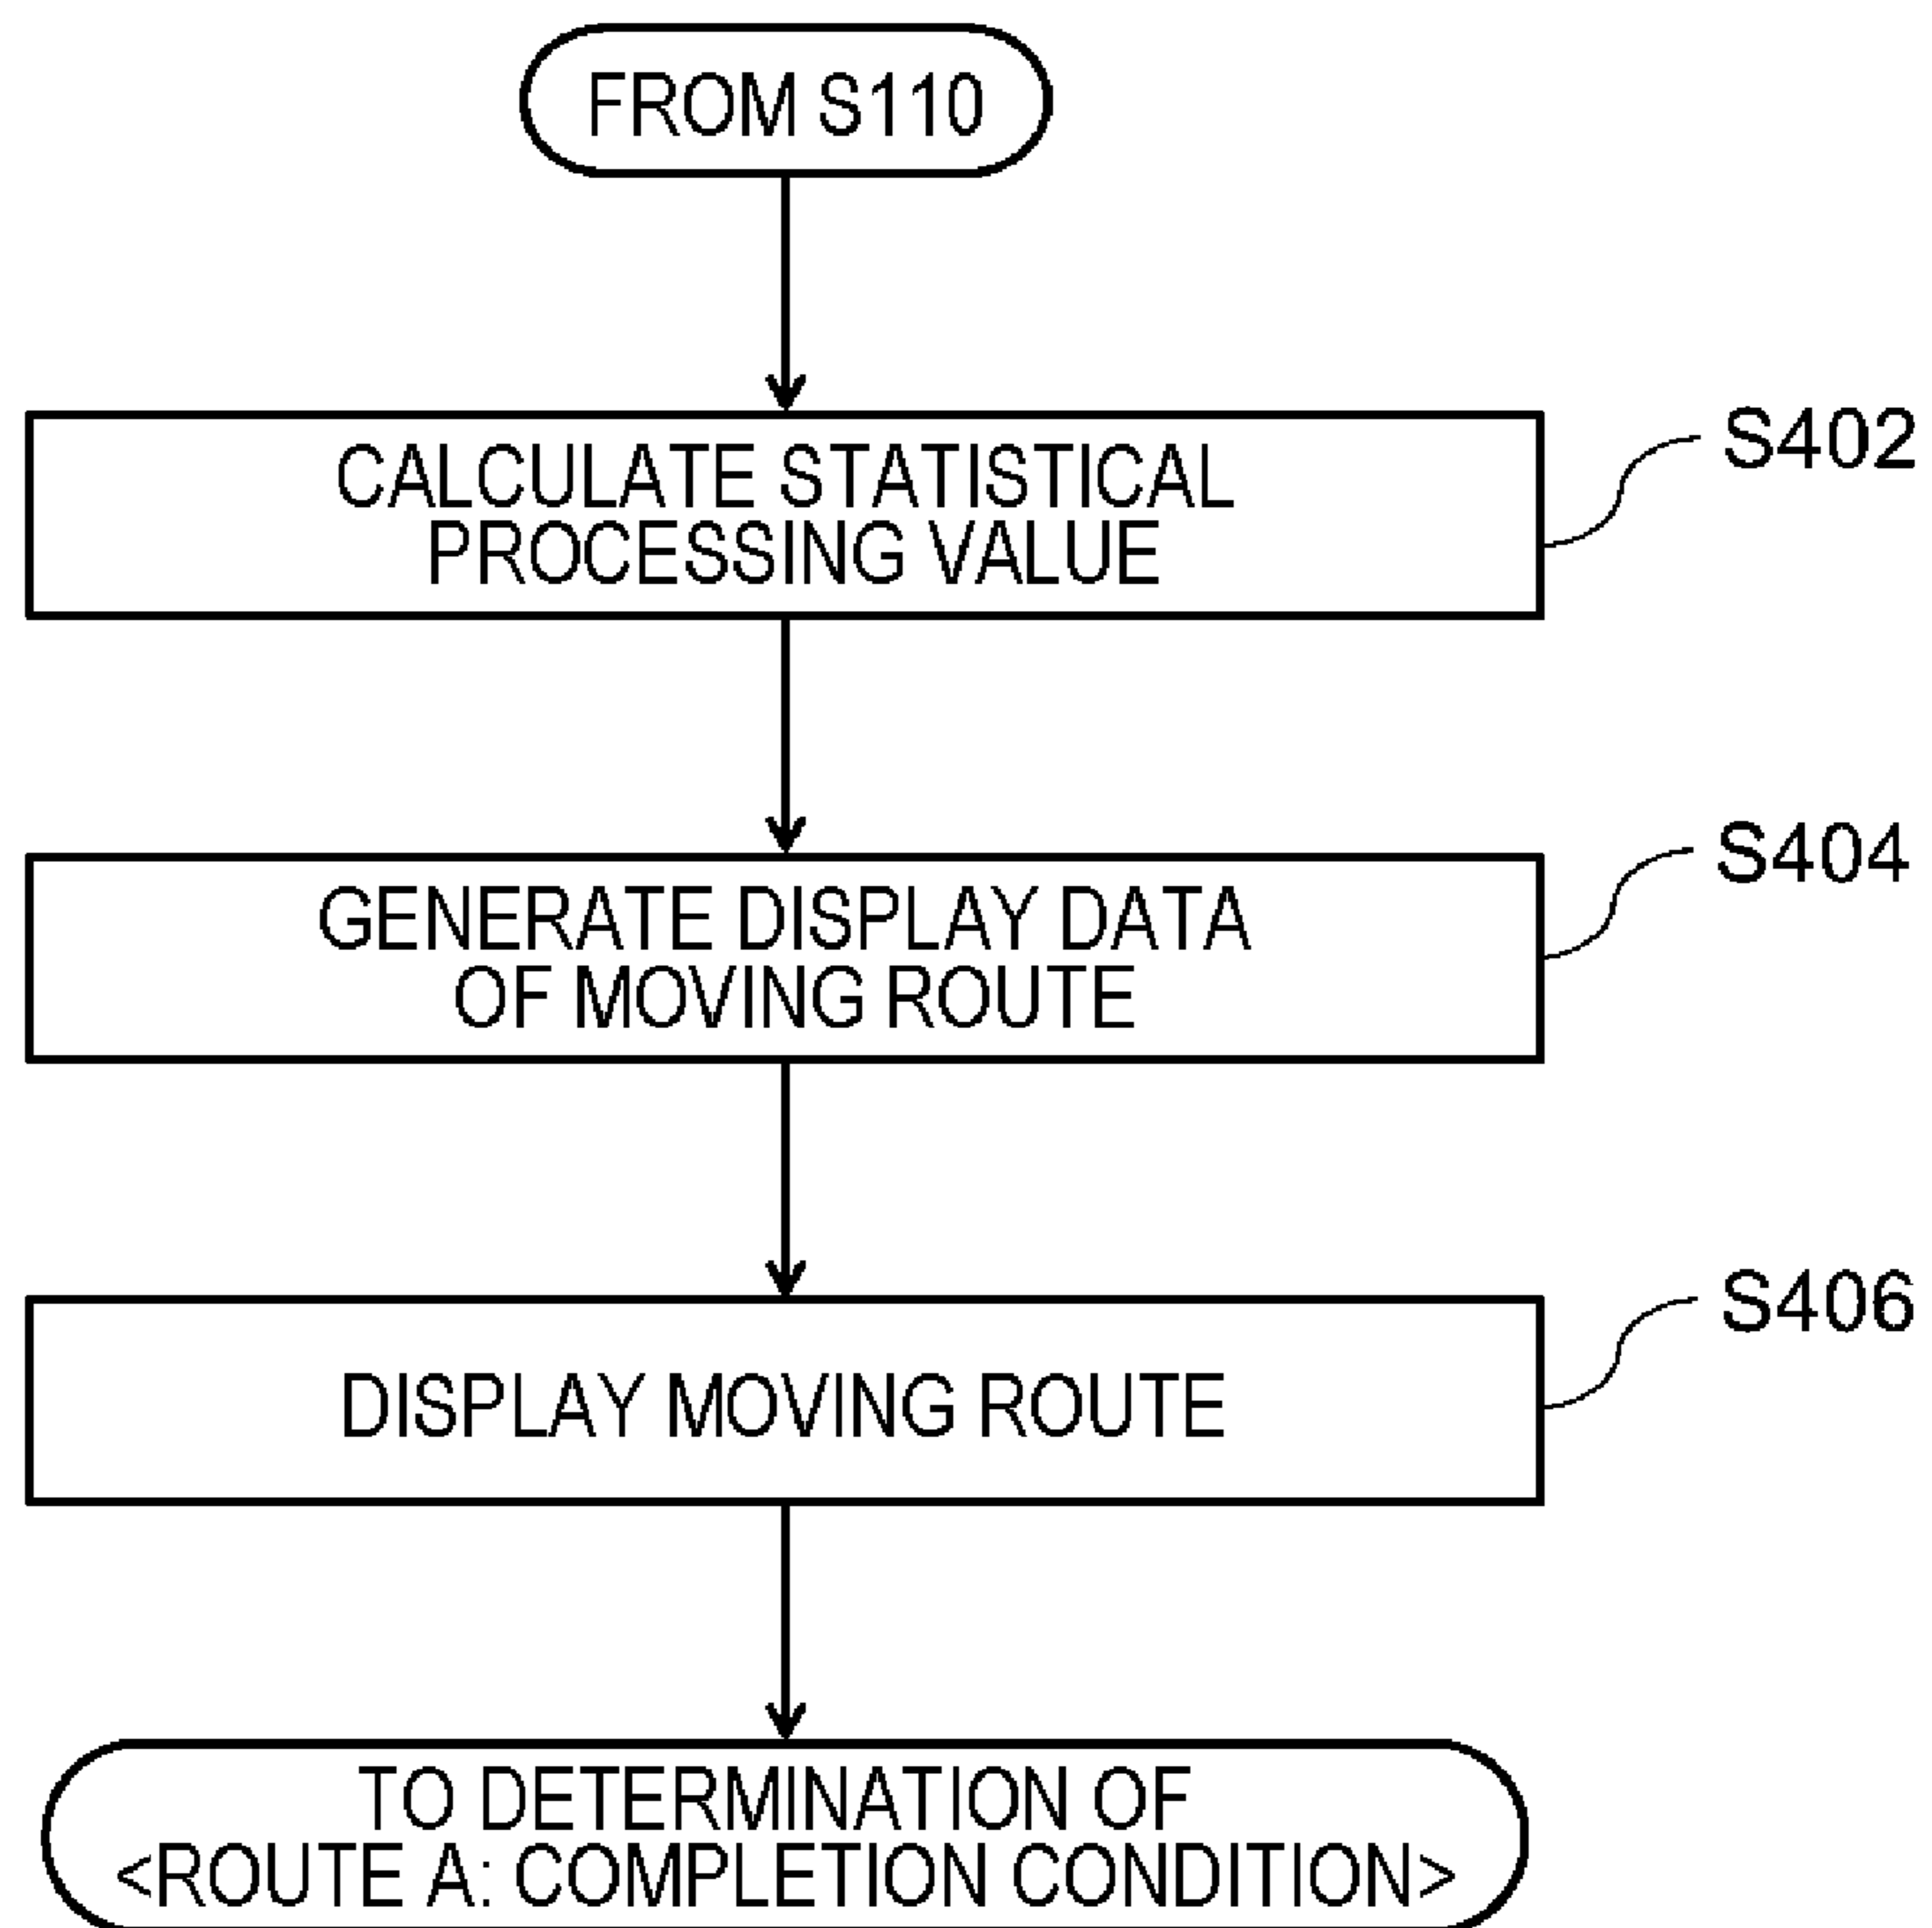 FROM S110
CALCULATE STATISTICAL
PROCESSING VALUE
S402
GENERATE DISPLAY DATA
OF MOVING ROUTE
S404
DISPLAY MOVING ROUTE
S406
TO DETERMINATION OF
<ROUTE A: COMPLETION CONDITION>